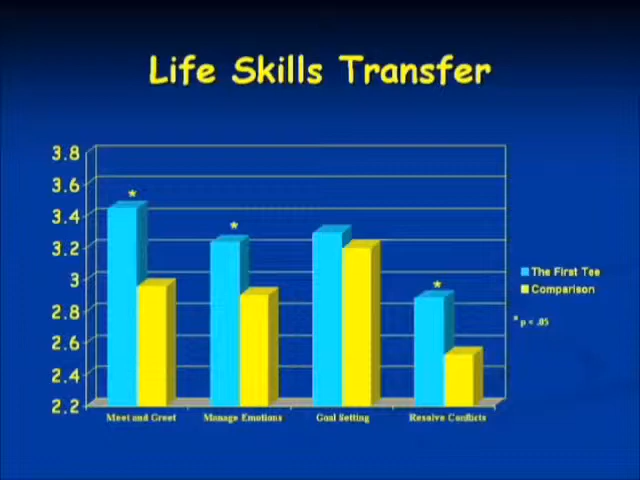 Life Skills Transfer
3.8
3.6
3.4
3.2
3
2.8
2.6
2.4
2.2
*
*
*
Meet and Greet
Manage Emotions
Goal Setting
Resolve Conflicts
The First Tee
Comparison
* p < .05